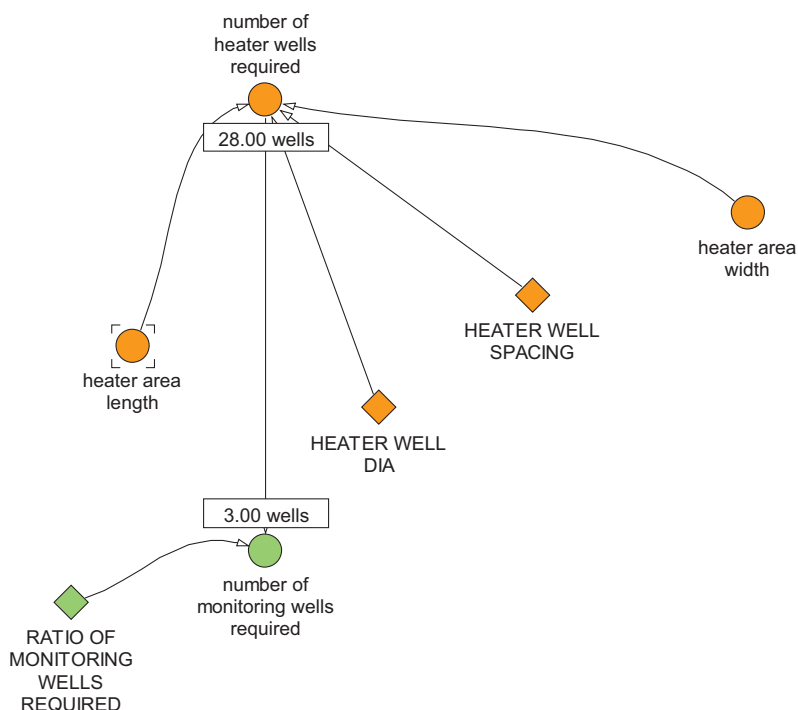 number of
heater wells
required
28.00 wells
heater area
width
HEATER WELL
SPACING
heater area
length
HEATER WELL
DIA
3.00 wells
number of
monitoring wells
required
RATIO OF
MONITORING
WELLS
REQUIRED